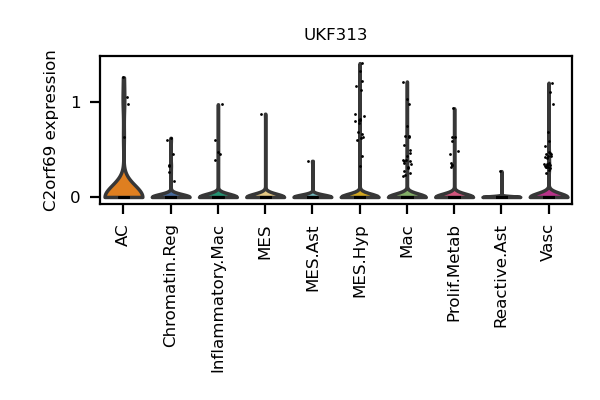 UKF313
C2orf69 expression
1
0
AC
Chromatin.Reg
Inflammatory.Mac
MES
MES.Ast
MES.Hyp
Mac
Prolif.Metab
Reactive.Ast
Vasc